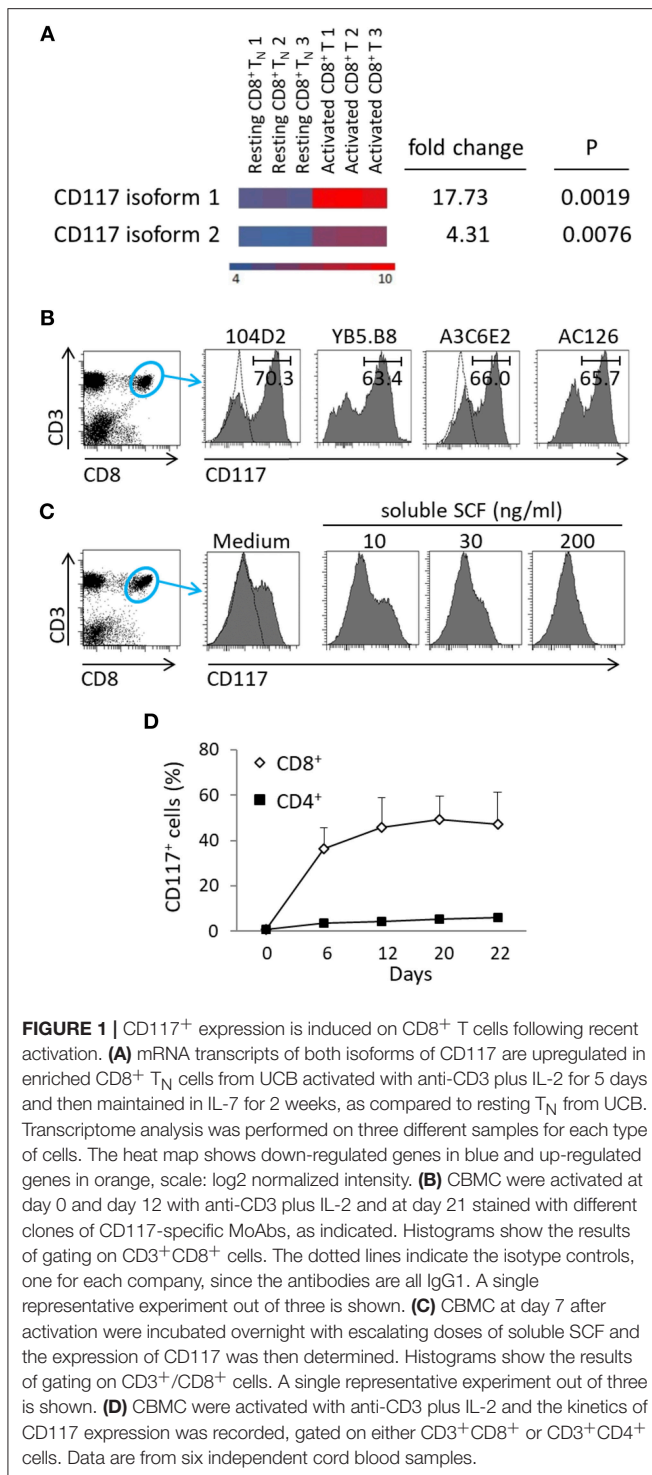 A
Resting CD8⁺T_N 1
Resting CD8⁺T_N 2
Resting CD8⁺T_N 3
Activated CD8⁺T 1
Activated CD8⁺T 2
Activated CD8⁺T 3
fold change
P
CD117 isoform 1 17.73 0.0019
CD117 isoform 2 4.31 0.0076
4 10
B
104D2 YB5.B8 A3C6E2 AC126
70.3 63.4 66.0 65.7
CD3
CD8 CD117
C
soluble SCF (ng/ml)
Medium 10 30 200
CD3
CD8 CD117
D
80
60
40
20
0
CD117⁺ cells (%)
CD8⁺
CD4⁺
0 6 12 20 22
Days
FIGURE 1 | CD117⁺ expression is induced on CD8⁺ T cells following recent
activation. (A) mRNA transcripts of both isoforms of CD117 are upregulated in
enriched CD8⁺ T_N cells from UCB activated with anti-CD3 plus IL-2 for 5 days
and then maintained in IL-7 for 2 weeks, as compared to resting T_N from UCB.
Transcriptome analysis was performed on three different samples for each type
of cells. The heat map shows down-regulated genes in blue and up-regulated
genes in orange, scale: log2 normalized intensity. (B) CBMC were activated at
day 0 and day 12 with anti-CD3 plus IL-2 and at day 21 stained with different
clones of CD117-specific MoAbs, as indicated. Histograms show the results
of gating on CD3⁺CD8⁺ cells. The dotted lines indicate the isotype controls,
one for each company, since the antibodies are all IgG1. A single
representative experiment out of three is shown. (C) CBMC at day 7 after
activation were incubated overnight with escalating doses of soluble SCF and
the expression of CD117 was then determined. Histograms show the results
of gating on CD3⁺/CD8⁺ cells. A single representative experiment out of three
is shown. (D) CBMC were activated with anti-CD3 plus IL-2 and the kinetics of
CD117 expression was recorded, gated on either CD3⁺CD8⁺ or CD3⁺CD4⁺
cells. Data are from six independent cord blood samples.